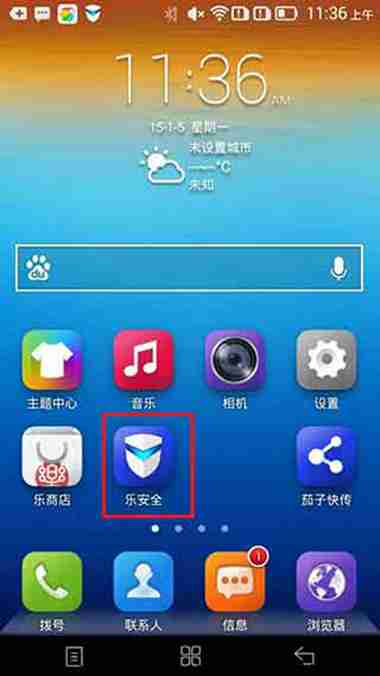 11:36 上午
11:36 AM
15-1-5 星期一
未设置城市
——°C
未知
du
主题中心 音乐 相机 设置
乐商店 乐安全 茄子快传
1
拨号 联系人 信息 浏览器